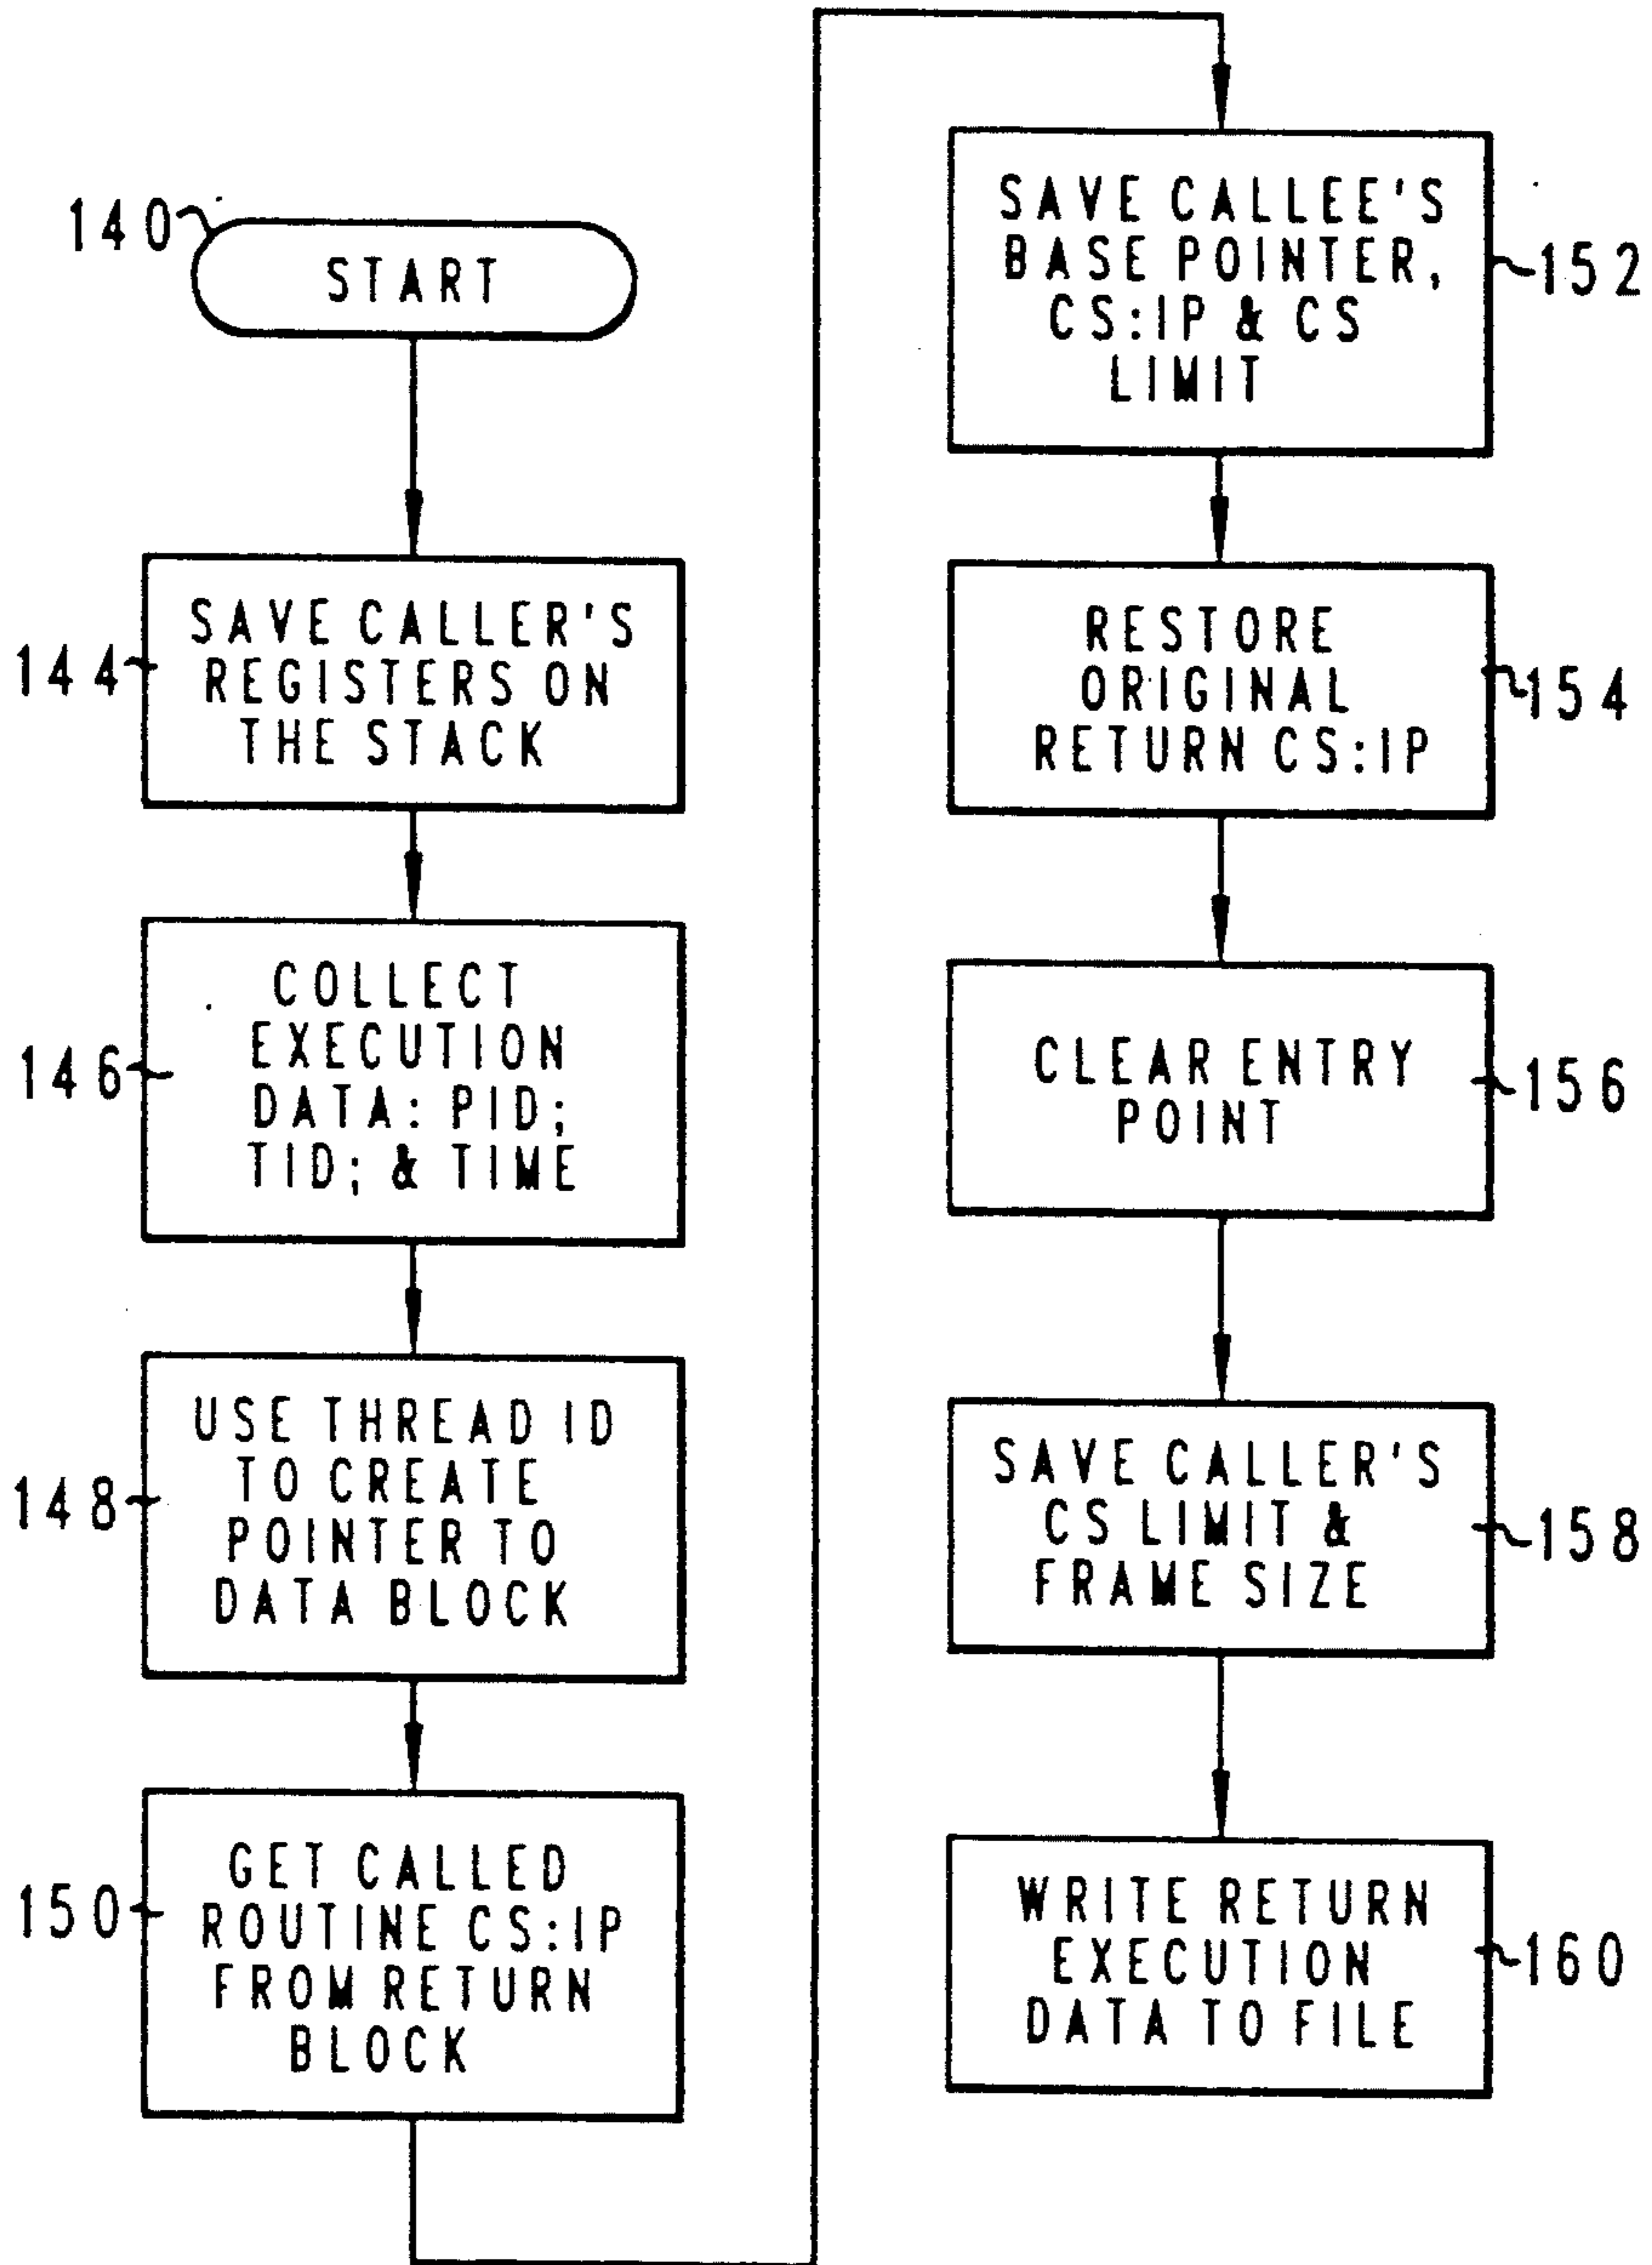 140
START
144
SAVE CALLER'S
REGISTERS ON
THE STACK
146
COLLECT
EXECUTION
DATA: PID;
TID; & TIME
148
USE THREAD ID
TO CREATE
POINTER TO
DATA BLOCK
150
GET CALLED
ROUTINE CS:IP
FROM RETURN
BLOCK
SAVE CALLEE'S
BASE POINTER,
CS:IP & CS
LIMIT
152
RESTORE
ORIGINAL
RETURN CS:IP
154
CLEAR ENTRY
POINT
156
SAVE CALLER'S
CS LIMIT &
FRAME SIZE
158
WRITE RETURN
EXECUTION
DATA TO FILE
160